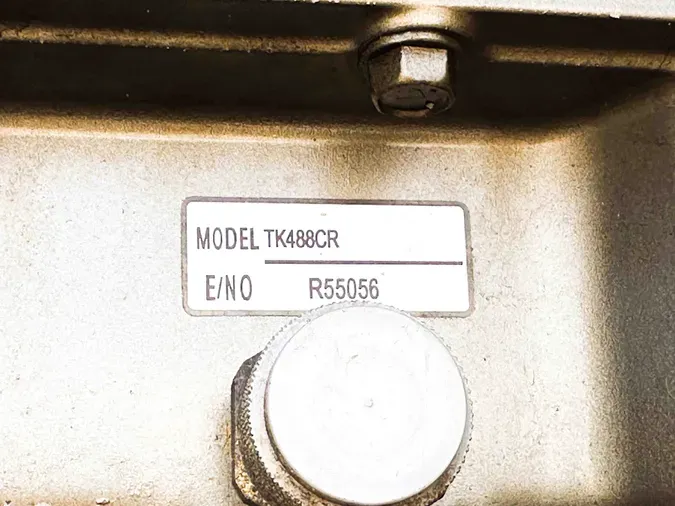 MODEL TK488CR
E/NO R55056